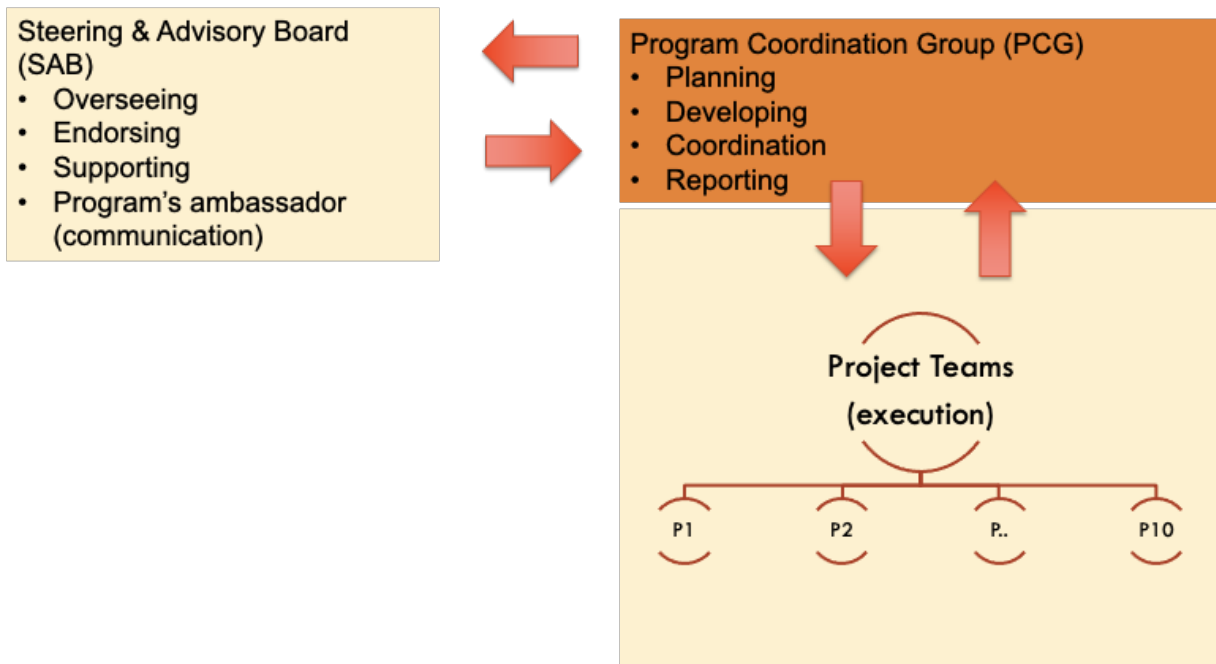 Steering & Advisory Board
(SAB)
• Overseeing
• Endorsing
• Supporting
• Program’s ambassador
(communication)
Program Coordination Group (PCG)
• Planning
• Developing
• Coordination
• Reporting
Project Teams
(execution)
P1
P2
P..
P10